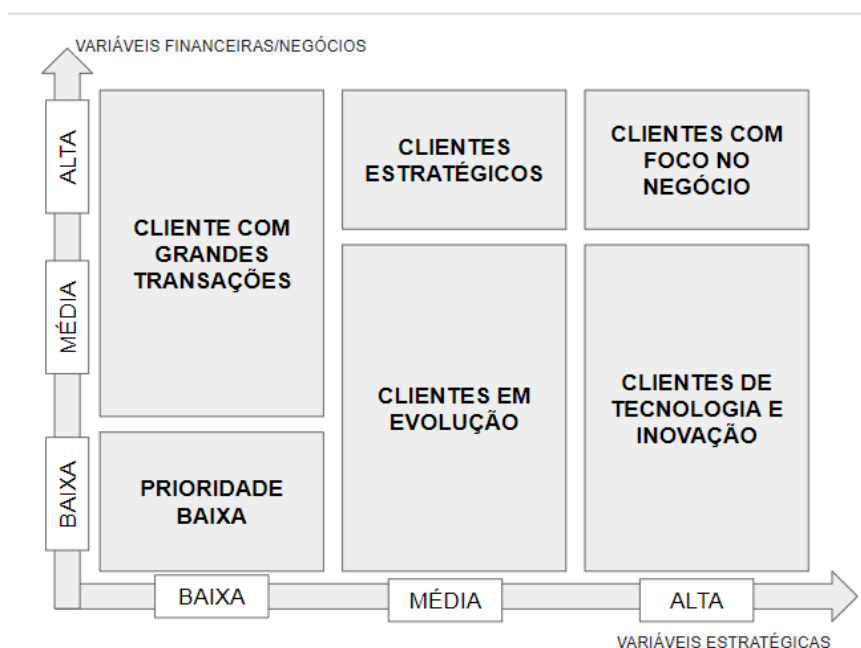 VARIÁVEIS FINANCEIRAS/NEGÓCIOS
ALTA
MÉDIA
BAIXA
CLIENTE COM
GRANDES
TRANSAÇÕES
CLIENTES
ESTRATÉGICOS
CLIENTES COM
FOCO NO
NEGÓCIO
PRIORIDADE
BAIXA
CLIENTES EM
EVOLUÇÃO
CLIENTES DE
TECNOLOGIA E
INOVAÇÃO
BAIXA
MÉDIA
ALTA
VARIÁVEIS ESTRATÉGICAS